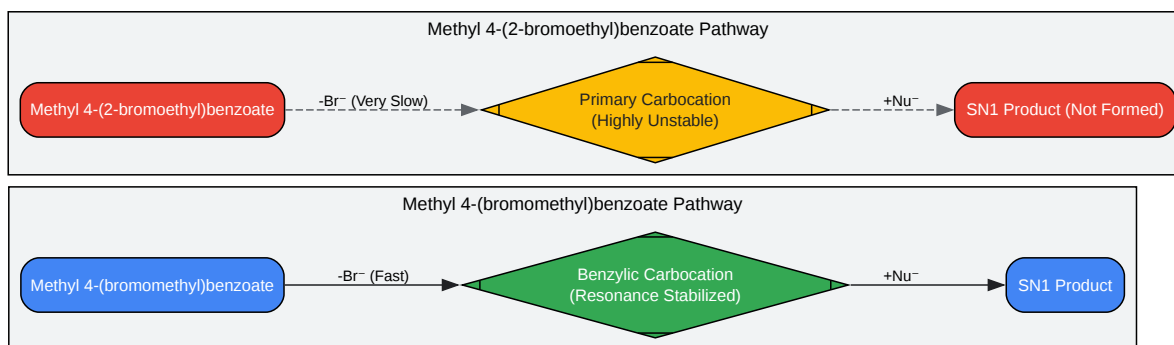 Methyl 4-(2-bromoethyl)benzoate Pathway
Methyl 4-(2-bromoethyl)benzoate
-Br⁻ (Very Slow)
Primary Carbocation
(Highly Unstable)
+Nu⁻
SN1 Product (Not Formed)
Methyl 4-(bromomethyl)benzoate Pathway
Methyl 4-(bromomethyl)benzoate
-Br⁻ (Fast)
Benzylic Carbocation
(Resonance Stabilized)
+Nu⁻
SN1 Product